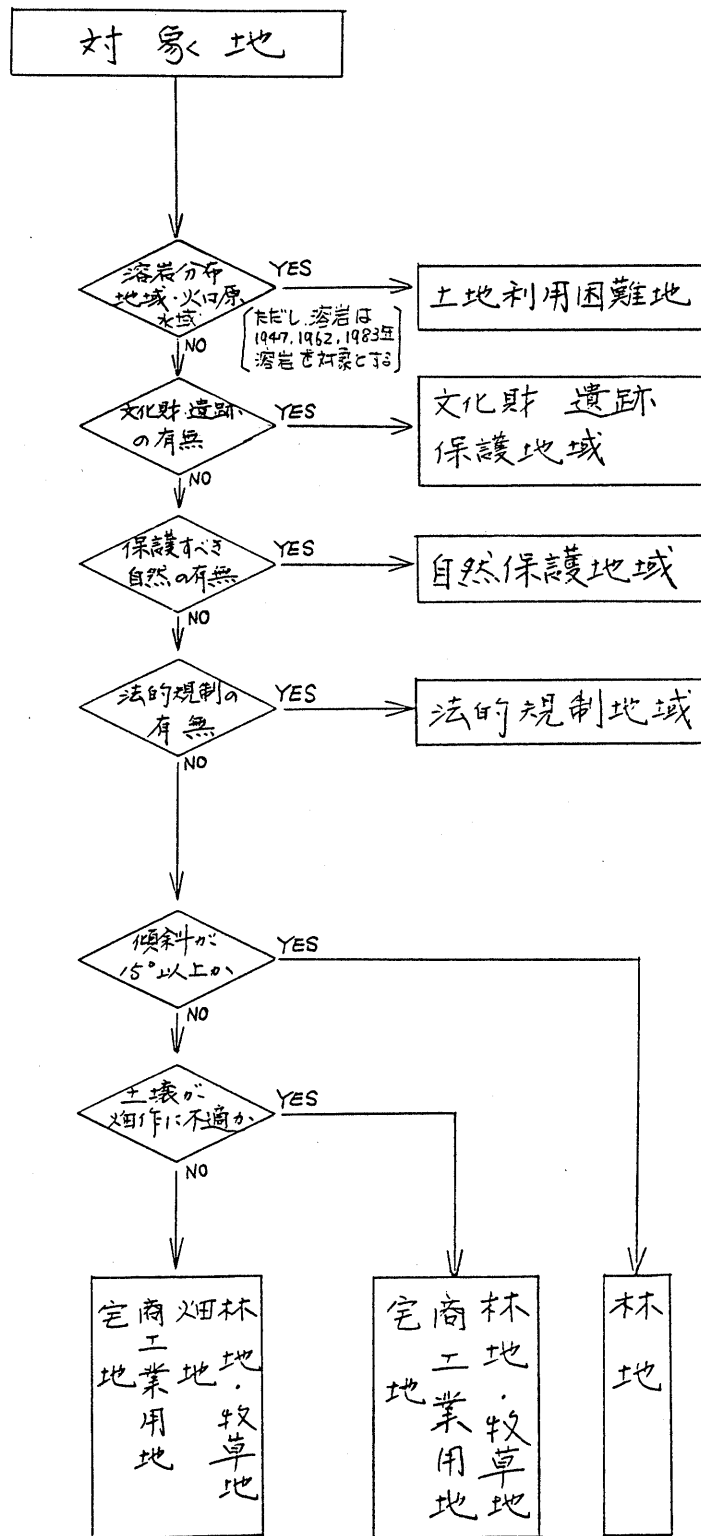 対象地
溶岩分布
地域・火口原
水域
YES
土地利用困難地
NO
ただし、溶岩は
1947, 1962, 1983年
溶岩を対象とする
文化財・遺跡
の有無
YES
文化財 遺跡
保護地域
NO
保護すべき
自然の有無
YES
自然保護地域
NO
法的規制の
有無
YES
法的規制地域
NO
傾斜が
15°以上か
YES
NO
土壌が
畑作に不適か
YES
NO
林地・牧草地
畑地
商工業用地
宅地
林地・牧草地
商工業用地
宅地
林地